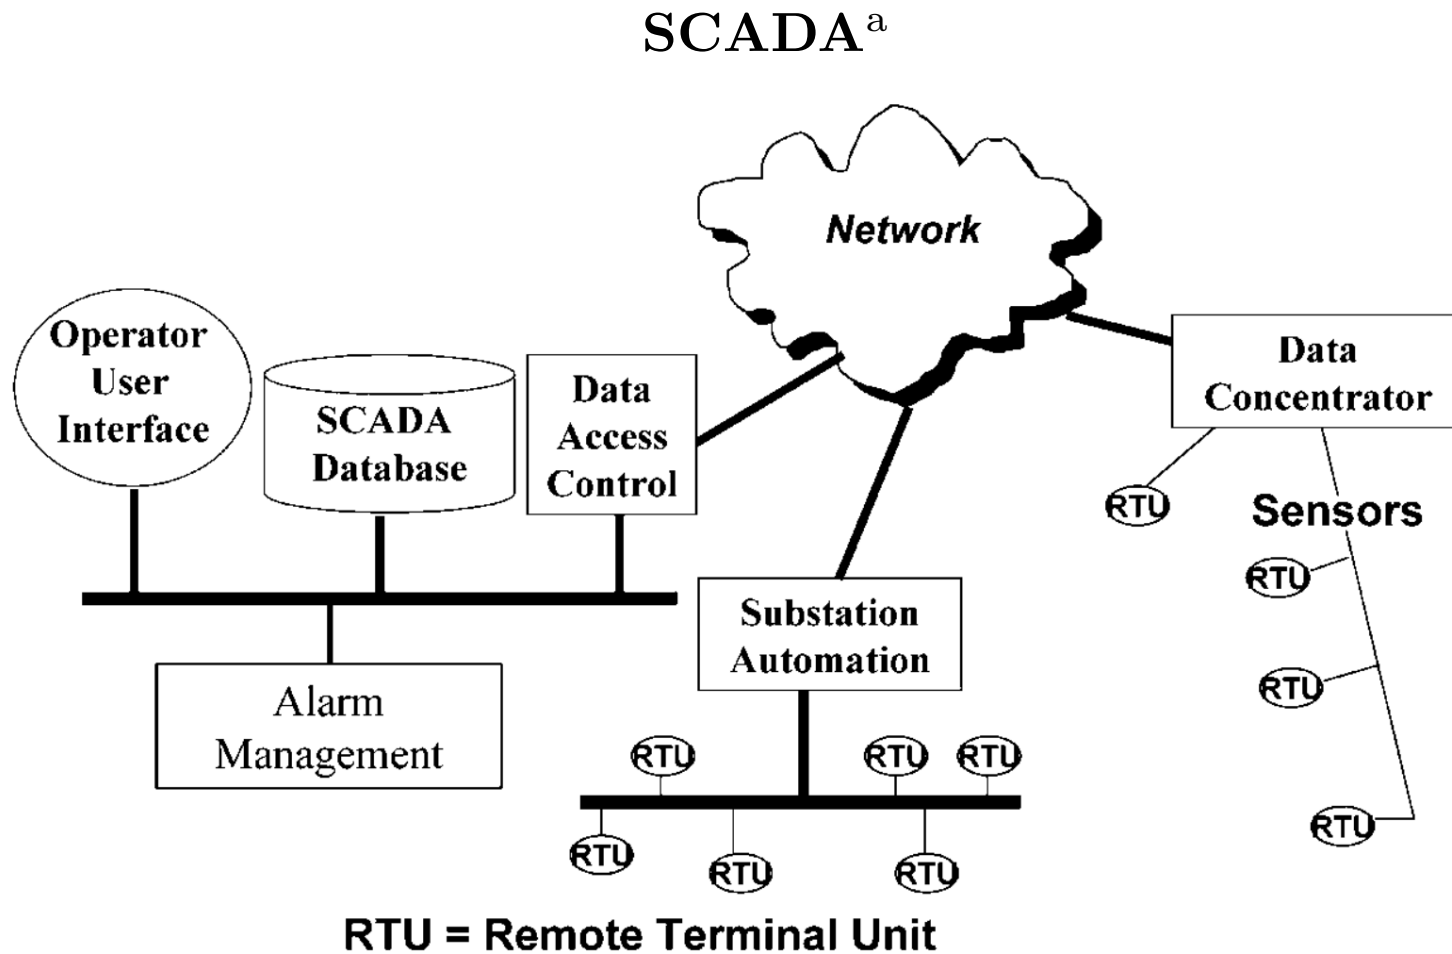 SCADAᵃ
Network
Operator
User
Interface
SCADA
Database
Data
Access
Control
Data
Concentrator
RTU
Sensors
RTU
RTU
RTU
Substation
Automation
Alarm
Management
RTU
RTU
RTU
RTU
RTU
RTU
RTU = Remote Terminal Unit